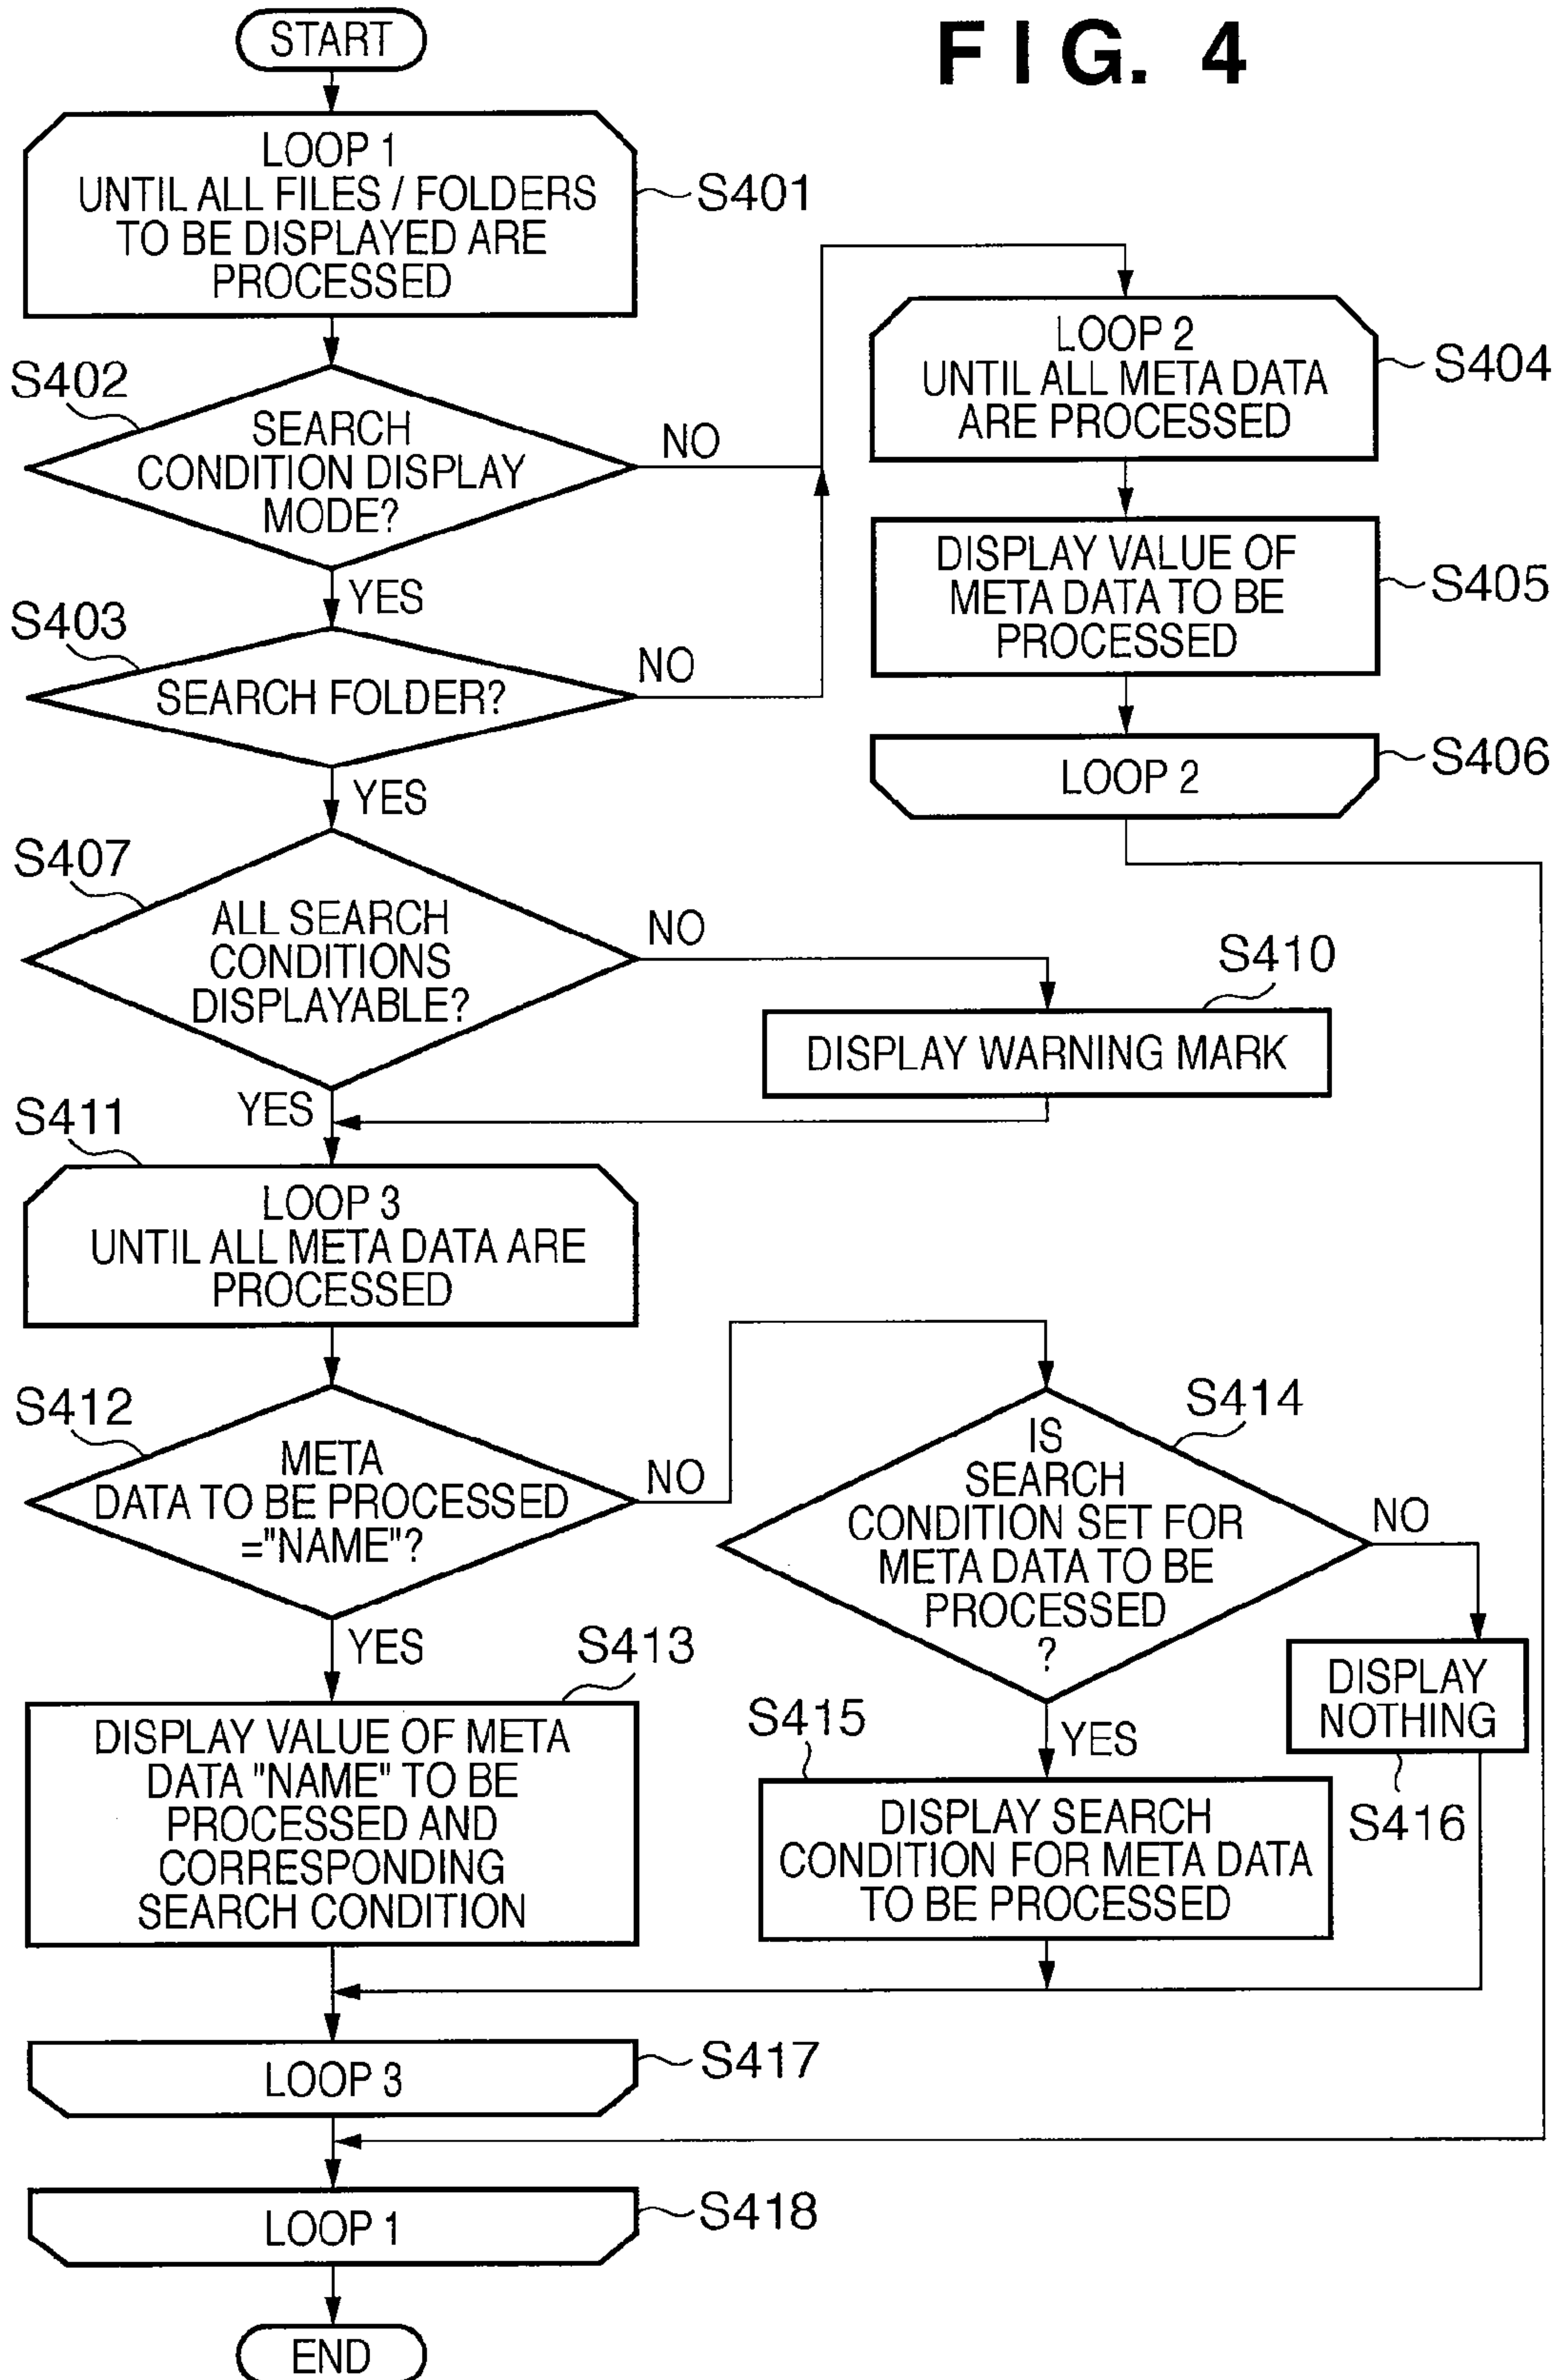 FIG. 4
START
LOOP 1
UNTIL ALL FILES / FOLDERS
TO BE DISPLAYED ARE
PROCESSED
S401
S402
SEARCH
CONDITION DISPLAY
MODE?
NO
YES
S403
SEARCH FOLDER?
NO
YES
LOOP 2
UNTIL ALL META DATA
ARE PROCESSED
S404
DISPLAY VALUE OF
META DATA TO BE
PROCESSED
S405
LOOP 2
S406
S407
ALL SEARCH
CONDITIONS
DISPLAYABLE?
NO
YES
S410
DISPLAY WARNING MARK
S411
LOOP 3
UNTIL ALL META DATA ARE
PROCESSED
S412
META
DATA TO BE PROCESSED
="NAME"?
NO
YES
S413
DISPLAY VALUE OF META
DATA "NAME" TO BE
PROCESSED AND
CORRESPONDING
SEARCH CONDITION
S414
IS
SEARCH
CONDITION SET FOR
META DATA TO BE
PROCESSED
?
NO
YES
S415
DISPLAY SEARCH
CONDITION FOR META DATA
TO BE PROCESSED
DISPLAY
NOTHING
S416
LOOP 3
S417
LOOP 1
S418
END